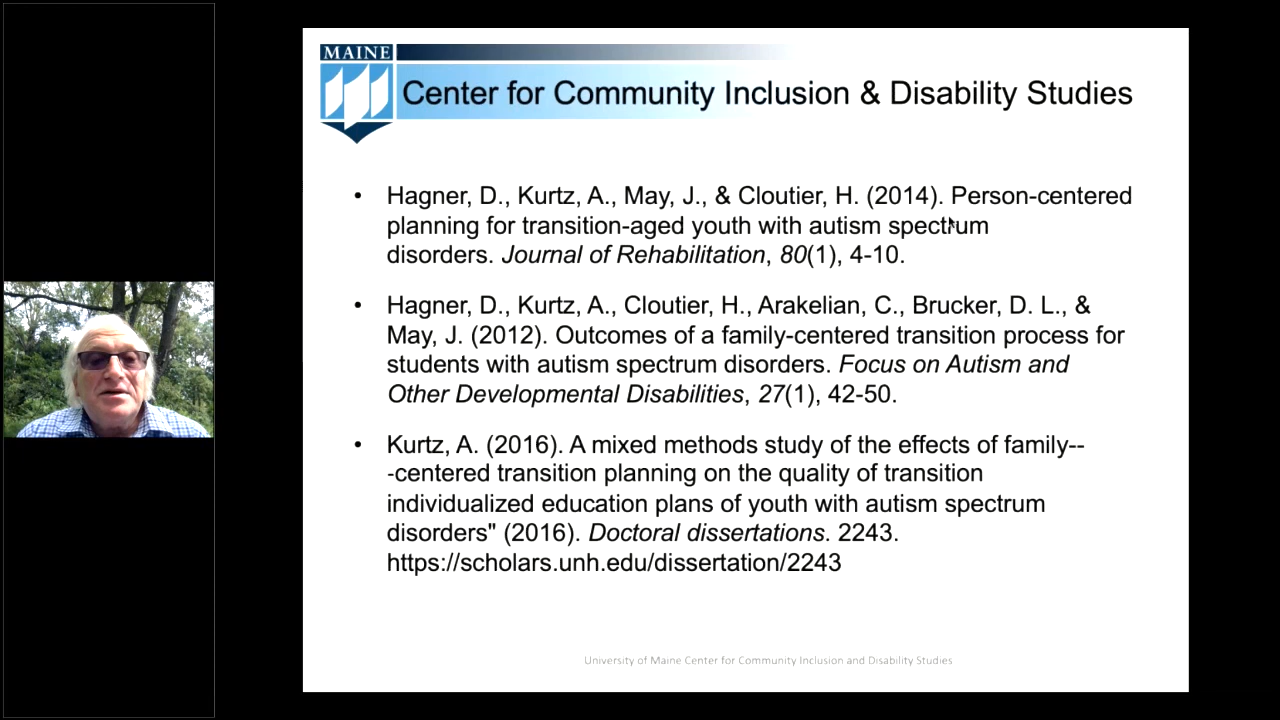 MAINE
Center for Community Inclusion & Disability Studies
• Hagner, D., Kurtz, A., May, J., & Cloutier, H. (2014). Person-centered
planning for transition-aged youth with autism spectrum
disorders. Journal of Rehabilitation, 80(1), 4-10.
• Hagner, D., Kurtz, A., Cloutier, H., Arakelian, C., Brucker, D. L., &
May, J. (2012). Outcomes of a family-centered transition process for
students with autism spectrum disorders. Focus on Autism and
Other Developmental Disabilities, 27(1), 42-50.
• Kurtz, A. (2016). A mixed methods study of the effects of family--
-centered transition planning on the quality of transition
individualized education plans of youth with autism spectrum
disorders" (2016). Doctoral dissertations. 2243.
https://scholars.unh.edu/dissertation/2243
University of Maine Center for Community Inclusion and Disability Studies